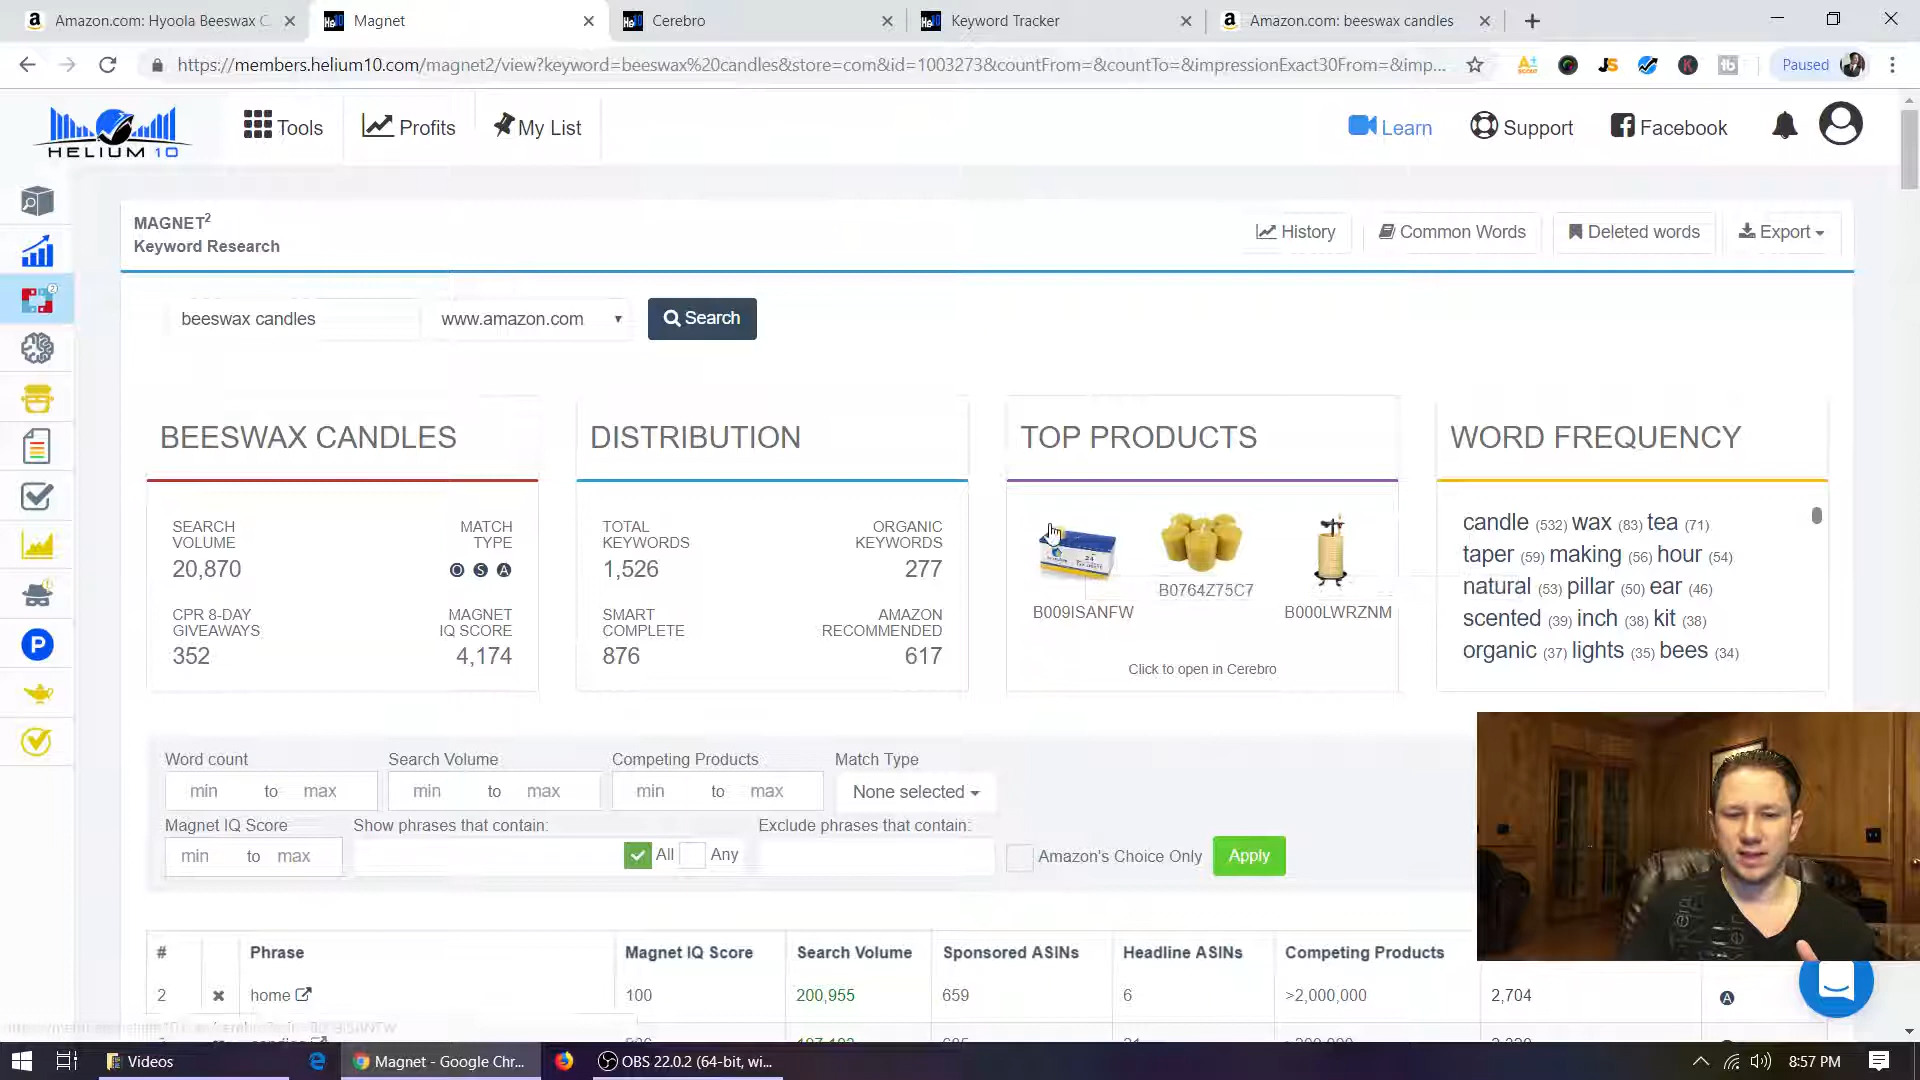 Amazon.com: Hyoola Beeswax C
Magnet
Cerebro
Keyword Tracker
Amazon.com: beeswax candles
https://members.helium10.com/magnet2/view?keyword=beeswax%20candles&store=com&id=1003273&countFrom=&countTo=&impressionExact30From=&imp...
Paused
HELIUM 10
Tools
Profits
My List
Learn
Support
Facebook
MAGNET2
Keyword Research
History
Common Words
Deleted words
Export
beeswax candles
www.amazon.com
Search
BEESWAX CANDLES
DISTRIBUTION
TOP PRODUCTS
WORD FREQUENCY
SEARCH VOLUME
20,870
MATCH TYPE
O S A
CPR 8-DAY GIVEAWAYS
352
MAGNET IQ SCORE
4,174
TOTAL KEYWORDS
1,526
ORGANIC KEYWORDS
277
SMART COMPLETE
876
AMAZON RECOMMENDED
617
B009ISANFW
B0764Z75C7
B000LWRZNM
Click to open in Cerebro
candle (532) wax (83) tea (71)
taper (59) making (56) hour (54)
natural (53) pillar (50) ear (46)
scented (39) inch (38) kit (38)
organic (37) lights (35) bees (34)
Word count
Search Volume
Competing Products
Match Type
min to max
min to max
min to max
None selected
Magnet IQ Score
Show phrases that contain:
Exclude phrases that contain:
min to max
All
Any
Amazon's Choice Only
Apply
# Phrase Magnet IQ Score Search Volume Sponsored ASINs Headline ASINs Competing Products
2 home 100 200,955 659 6 >2,000,000 2,704 A
Videos
Magnet - Google Chr...
OBS 22.0.2 (64-bit, wi...
8:57 PM